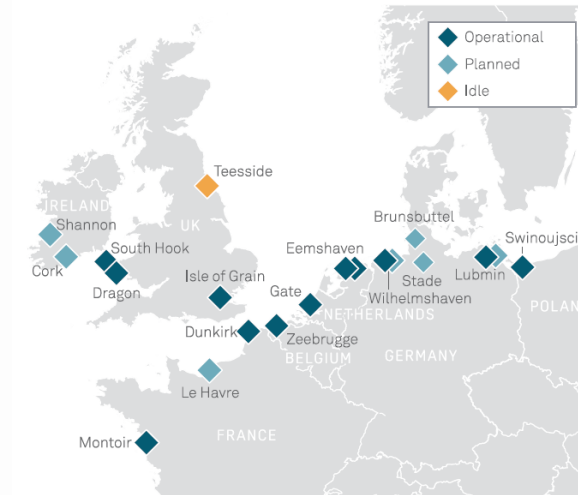 Operational
Planned
Idle
Teesside
IRELAND
Shannon
UK
Brunsbuttel
South Hook
Eemshaven
Swinoujsci
Cork
Isle of Grain
Stade
Lubmin
Dragon
Gate
Wilhelmshaven
POLAN
NETHERLANDS
Dunkirk
Zeebrugge
BELGIUM
GERMANY
Le Havre
FRANCE
Montoir